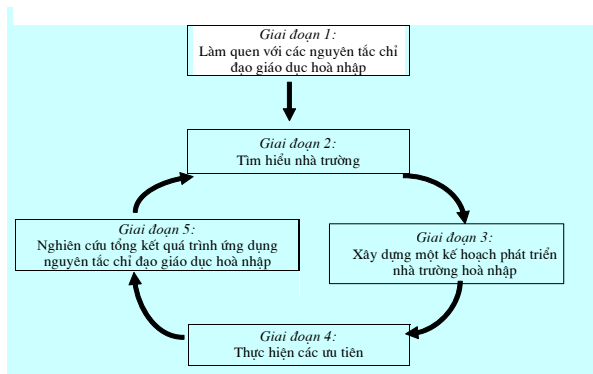 Giai đoạn 1:
Làm quen với các nguyên tắc chỉ
đạo giáo dục hoà nhập
Giai đoạn 2:
Tìm hiểu nhà trường
Giai đoạn 3:
Xây dựng một kế hoạch phát triển
nhà trường hoà nhập
Giai đoạn 4:
Thực hiện các ưu tiên
Giai đoạn 5:
Nghiên cứu tổng kết quá trình ứng dụng
nguyên tắc chỉ đạo giáo dục hoà nhập